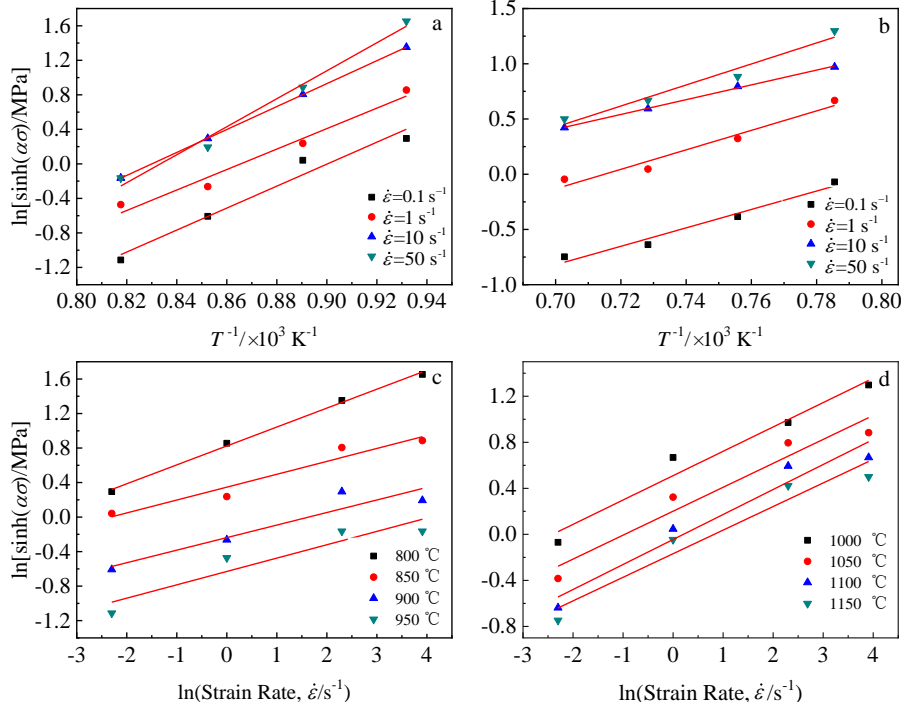 a
ln[sinh(ασ)/MPa]
1.6
1.2
0.8
0.4
0.0
-0.4
-0.8
-1.2
ε̇=0.1 s⁻¹
ε̇=1 s⁻¹
ε̇=10 s⁻¹
ε̇=50 s⁻¹
0.80 0.82 0.84 0.86 0.88 0.90 0.92 0.94
T⁻¹/×10³ K⁻¹
b
1.5
1.0
0.5
0.0
-0.5
-1.0
ε̇=0.1 s⁻¹
ε̇=1 s⁻¹
ε̇=10 s⁻¹
ε̇=50 s⁻¹
0.70 0.72 0.74 0.76 0.78 0.80
T⁻¹/×10³ K⁻¹
c
ln[sinh(ασ)/MPa]
1.6
1.2
0.8
0.4
0.0
-0.4
-0.8
-1.2
800 ℃
850 ℃
900 ℃
950 ℃
-3 -2 -1 0 1 2 3 4 5
ln(Strain Rate, ε̇/s⁻¹)
d
1.2
0.8
0.4
0.0
-0.4
-0.8
1000 ℃
1050 ℃
1100 ℃
1150 ℃
-3 -2 -1 0 1 2 3 4 5
ln(Strain Rate, ε̇/s⁻¹)